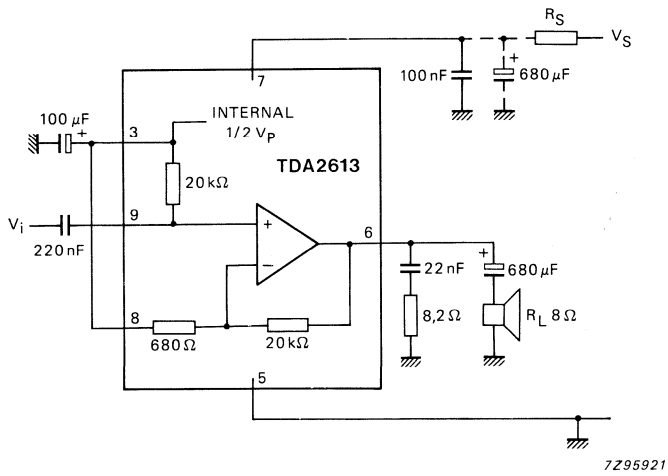 R_S
V_S
7
100 nF
+
680 µF
100 µF
+
3
INTERNAL
1/2 V_P
TDA2613
20 kΩ
V_i
9
220 nF
+
−
6
+
22 nF
680 µF
8
680 Ω
20 kΩ
8,2 Ω
R_L 8 Ω
5
7Z95921